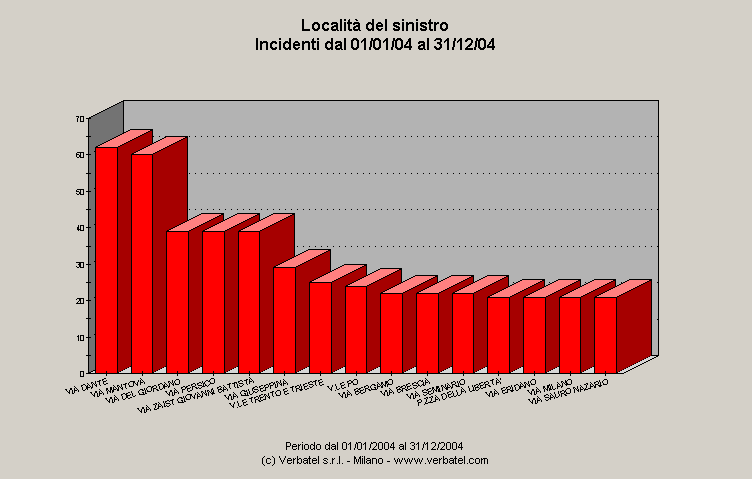 Località del sinistro
Incidenti dal 01/01/04 al 31/12/04
70
60
50
40
30
20
10
0
VIA DANTE
VIA MANTOVA
VIA DEL GIORDANO
VIA PERSICO
VIA ZAIST GIOVANNI BATTISTA
VIA GIUSEPPINA
V.LE TRENTO E TRIESTE
V.LE PO
VIA BERGAMO
VIA BRESCIA
VIA SEMINARIO
P.ZZA DELLA LIBERTA'
VIA ERIDANO
VIA MILANO
VIA SAURO NAZARIO
Periodo dal 01/01/2004 al 31/12/2004
(c) Verbatel s.r.l. - Milano - www.verbatel.com